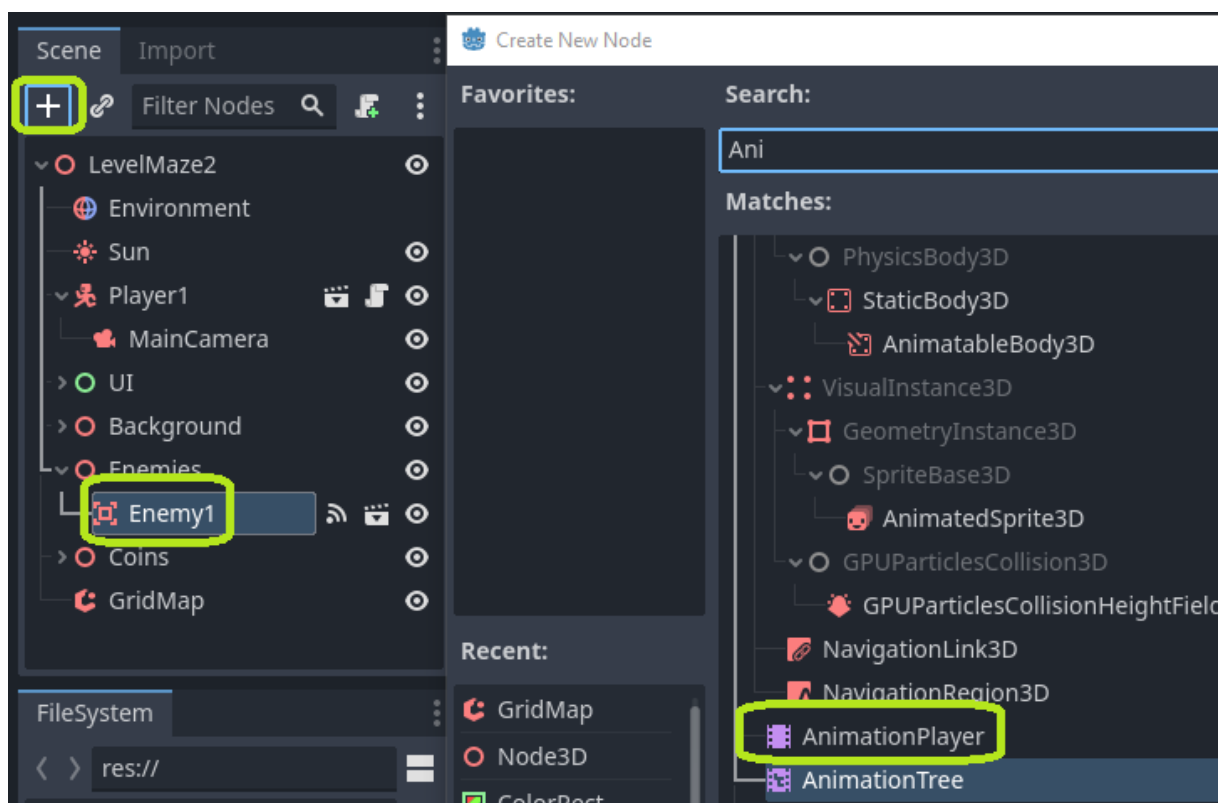 Scene Import
Filter Nodes
LevelMaze2
Environment
Sun
Player1
MainCamera
UI
Background
Enemies
Enemy1
Coins
GridMap
FileSystem
res://
Create New Node
Favorites:
Recent:
GridMap
Node3D
ColorRect
Search:
Ani
Matches:
PhysicsBody3D
StaticBody3D
AnimatableBody3D
VisualInstance3D
GeometryInstance3D
SpriteBase3D
AnimatedSprite3D
GPUParticlesCollision3D
GPUParticlesCollisionHeightField
NavigationLink3D
NavigationRegion3D
AnimationPlayer
AnimationTree